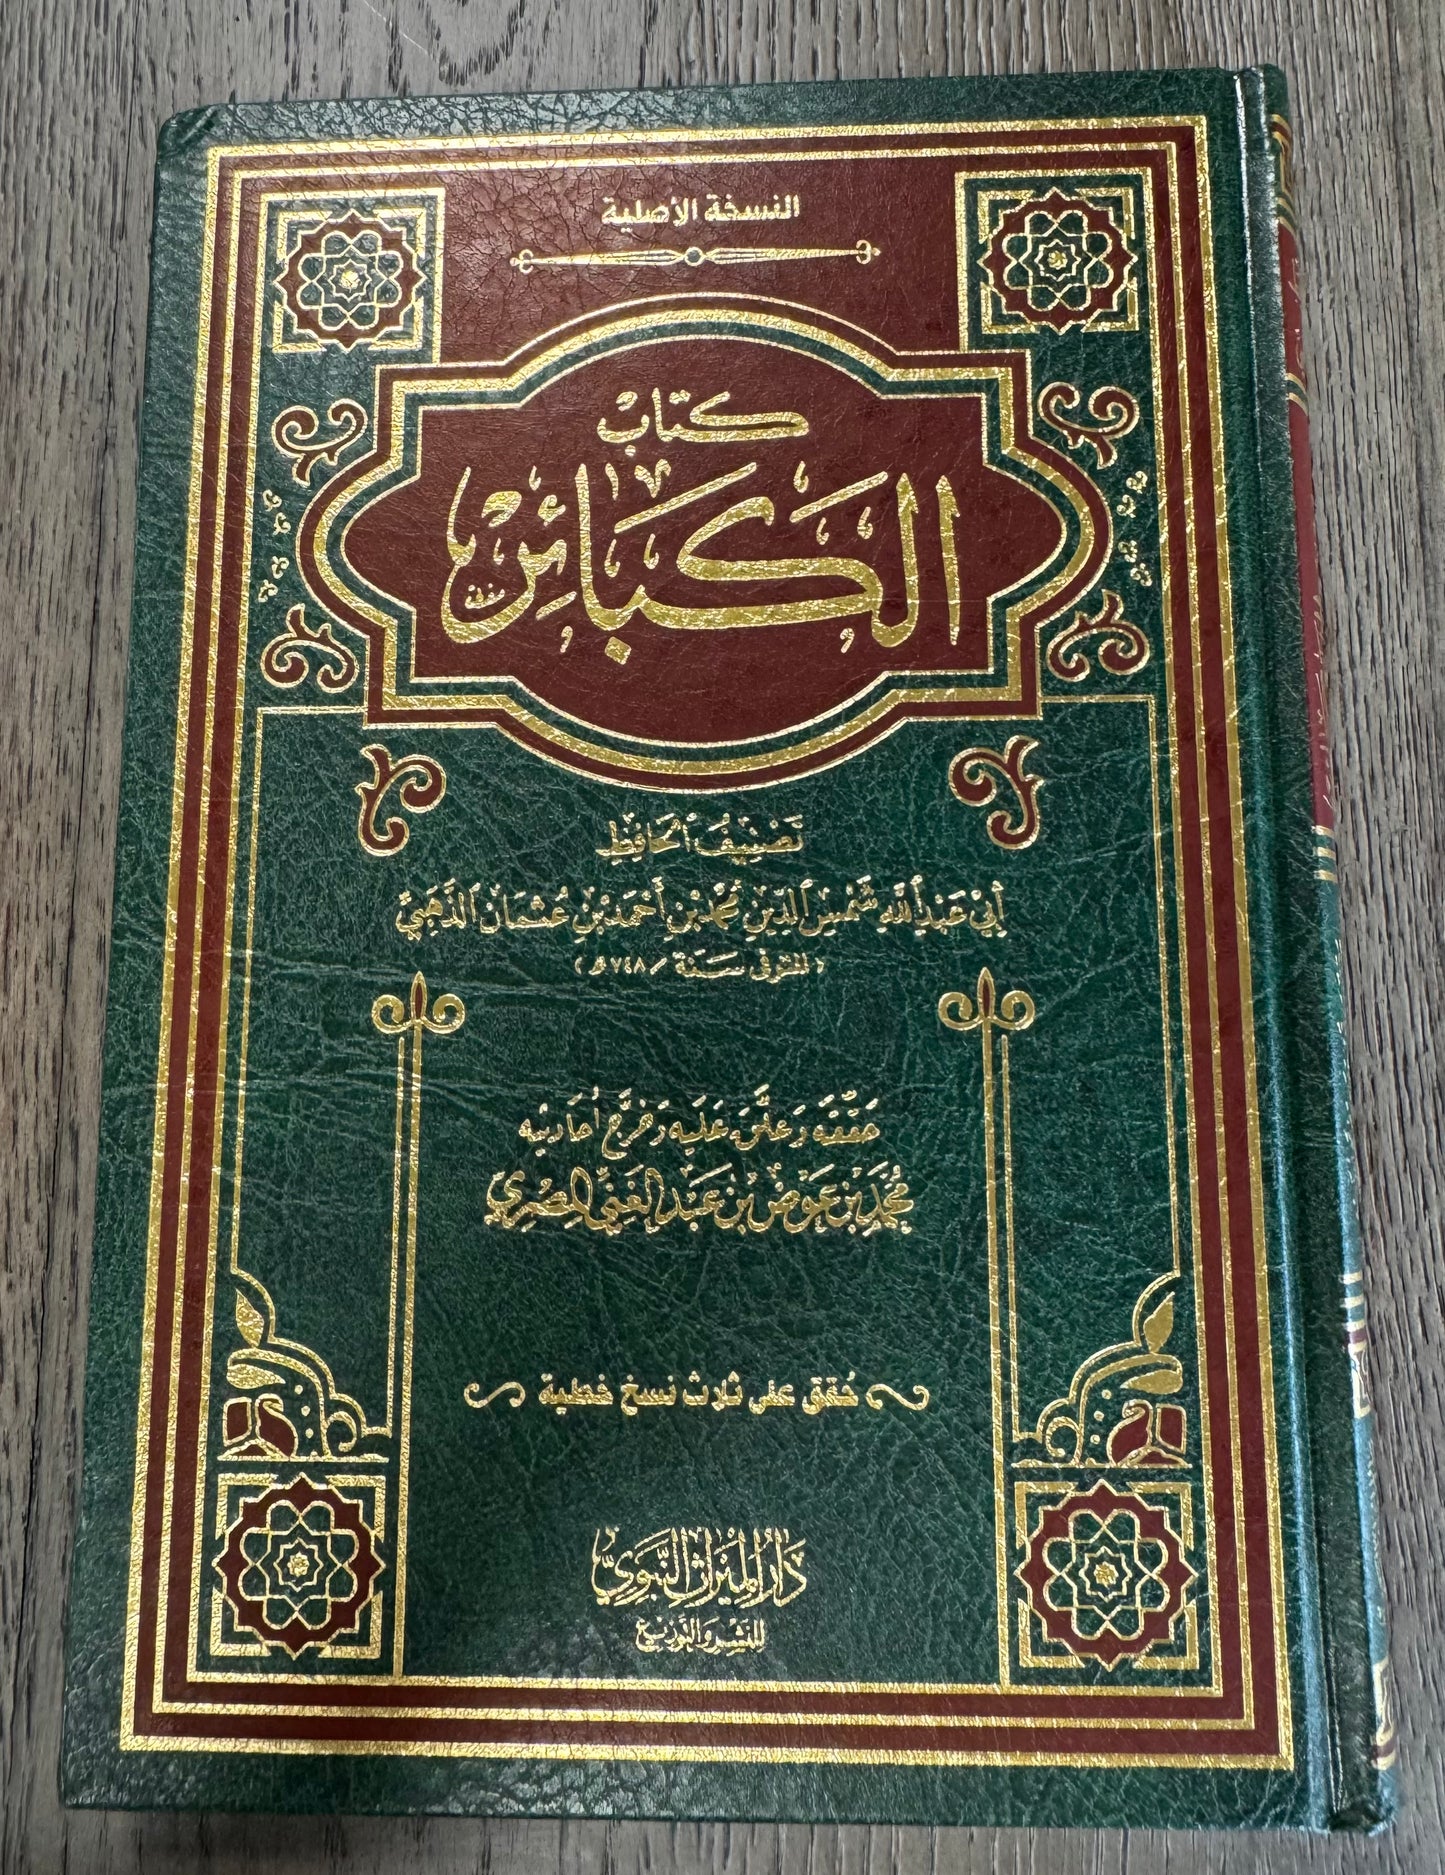 النسخة الأصلية
كتاب
الكبائر
تصنيف الحافظ
أبي عبد الله شمس الدين محمد بن أحمد بن عثمان الذهبي
(المتوفى سنة / ٧٤٨هـ)
حققه وعلق عليه وخرج أحاديثه
محمد بن عوض بن عبد الغني المصري
حُقق على ثلاث نسخ خطية
دار الميراث النبوي
للنشر والتوزيع